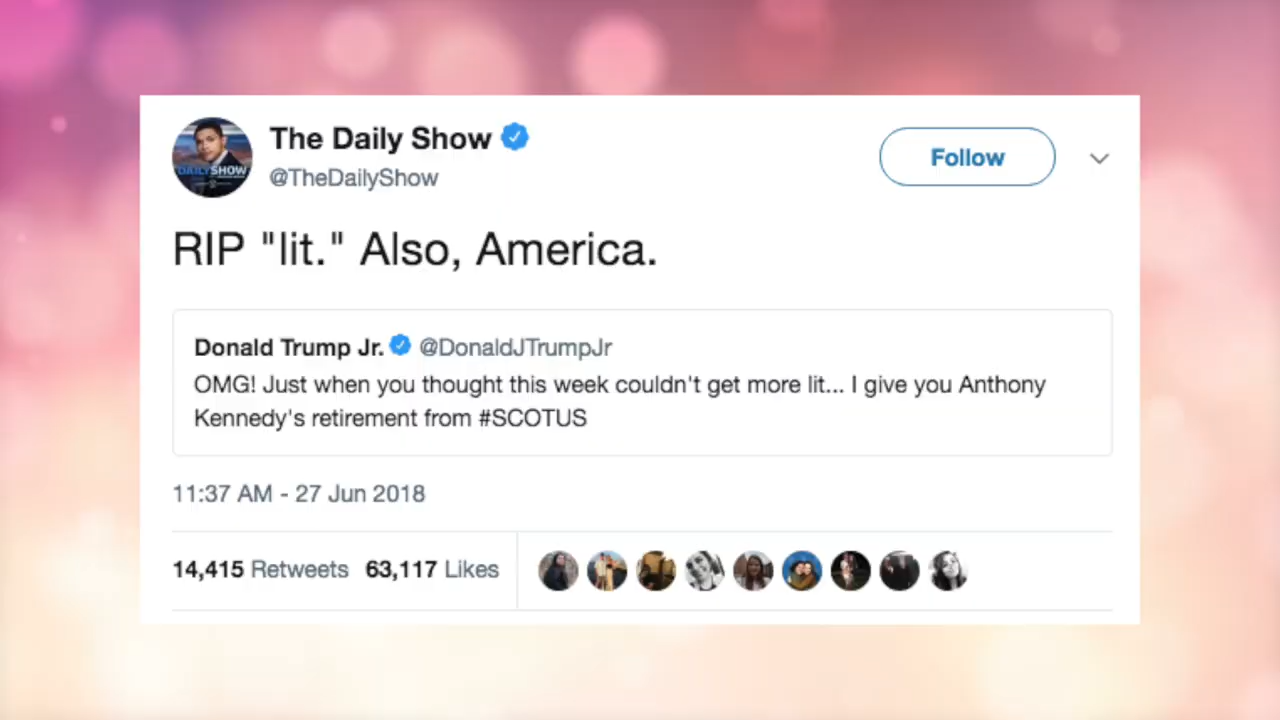 The Daily Show
@TheDailyShow
Follow
DAILY SHOW
RIP "lit." Also, America.
Donald Trump Jr. @DonaldJTrumpJr
OMG! Just when you thought this week couldn't get more lit... I give you Anthony
Kennedy's retirement from #SCOTUS
11:37 AM - 27 Jun 2018
14,415 Retweets 63,117 Likes